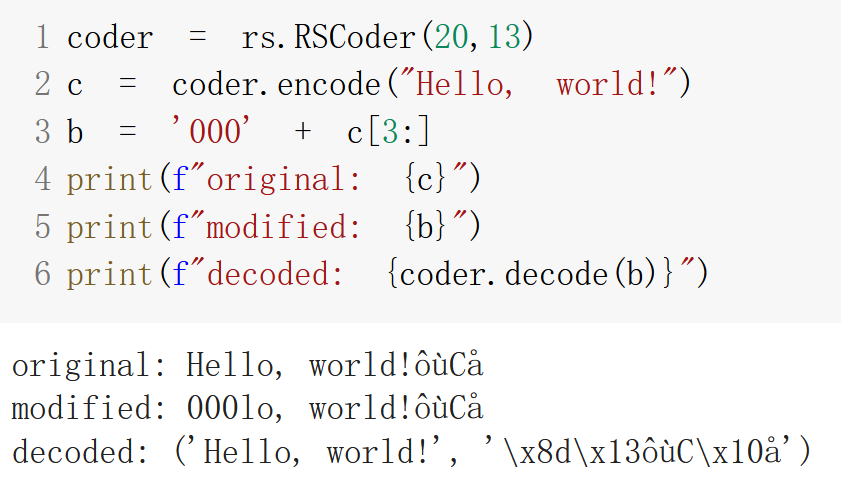 1 coder = rs.RSCoder(20,13)
2 c = coder.encode("Hello, world!")
3 b = '000' + c[3:]
4 print(f"original: {c}")
5 print(f"modified: {b}")
6 print(f"decoded: {coder.decode(b)}")
original: Hello, world!ôùCå
modified: 000lo, world!ôùCå
decoded: ('Hello, world!', '\x8d\x13ôùC\x10å')